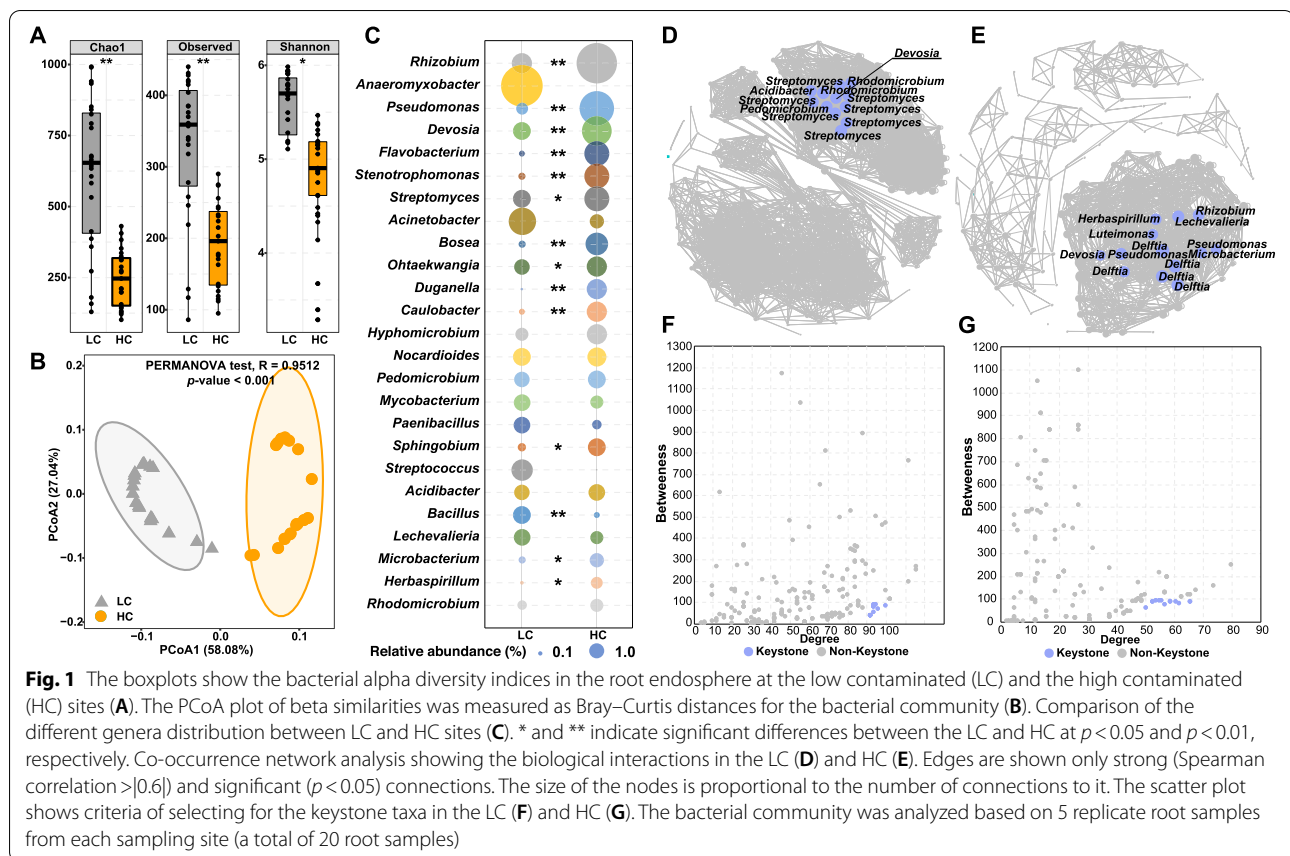 A
Chao1
Observed
Shannon
**
**
*
1000
750
500
250
400
300
200
100
6
5
4
LC HC
LC HC
LC HC
B
PERMANOVA test, R = 0.9512
p-value < 0.001
0.2
0.1
0.0
−0.1
−0.2
PCoA2 (27.04%)
LC
HC
−0.1 0.0 0.1
PCoA1 (58.08%)
C
Rhizobium **
Anaeromyxobacter
Pseudomonas **
Devosia **
Flavobacterium **
Stenotrophomonas **
Streptomyces *
Acinetobacter
Bosea **
Ohtaekwangia *
Duganella **
Caulobacter **
Hyphomicrobium
Nocardioides
Pedomicrobium
Mycobacterium
Paenibacillus
Sphingobium *
Streptococcus
Acidibacter
Bacillus **
Lechevalieria
Microbacterium *
Herbaspirillum *
Rhodomicrobium
LC HC
Relative abundance (%) 0.1 1.0
D
Devosia
Streptomyces Rhodomicrobium
Acidibacter Rhodomicrobium
Streptomyces Streptomyces
Pedomicrobium Streptomyces
Streptomyces Streptomyces
Streptomyces
E
Herbaspirillum Rhizobium
Lechevalieria
Luteimonas
Delftia Pseudomonas
Devosia Pseudomonas Microbacterium
Delftia Delftia
Delftia
Delftia
F
Betweeness
1300
1200
1100
1000
900
800
700
600
500
400
300
200
100
0
0 10 20 30 40 50 60 70 80 90 100
Degree
Keystone Non-Keystone
G
Betweeness
1200
1100
1000
900
800
700
600
500
400
300
200
100
0
0 10 20 30 40 50 60 70 80 90
Degree
Keystone Non-Keystone
Fig. 1 The boxplots show the bacterial alpha diversity indices in the root endosphere at the low contaminated (LC) and the high contaminated
(HC) sites (A). The PCoA plot of beta similarities was measured as Bray–Curtis distances for the bacterial community (B). Comparison of the
different genera distribution between LC and HC sites (C). * and ** indicate significant differences between the LC and HC at p < 0.05 and p < 0.01,
respectively. Co-occurrence network analysis showing the biological interactions in the LC (D) and HC (E). Edges are shown only strong (Spearman
correlation >|0.6|) and significant (p < 0.05) connections. The size of the nodes is proportional to the number of connections to it. The scatter plot
shows criteria of selecting for the keystone taxa in the LC (F) and HC (G). The bacterial community was analyzed based on 5 replicate root samples
from each sampling site (a total of 20 root samples)